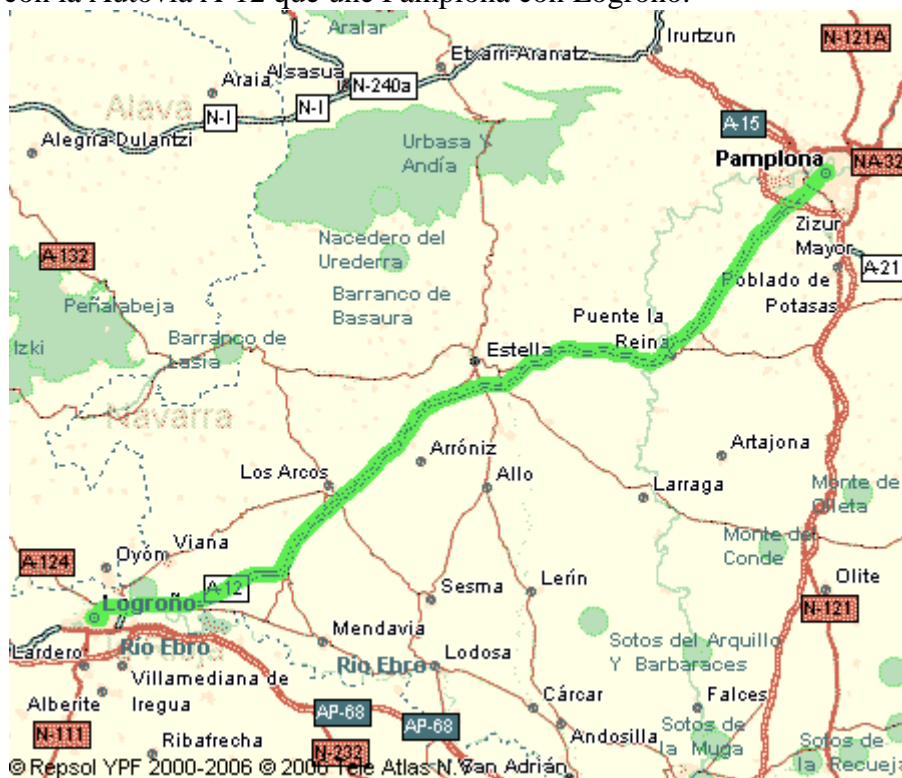 con la Autovía A-12 que une Pamplona con Logroño.
Aralar
Irurtzun
N-121A
Etxarri-Aranatz
Alsasua
Araia
N-240a
Alava
N-I
N-I
A-15
Alegria-Dulantzi
Urbasa Y
Andía
Pamplona
NA-32
Zizur
Mayor
Nacedero del
Urederra
A-132
A-21
Poblado de
Potasas
Peñalabeja
Barranco de
Basaura
Puente la
Reina
Izki
Barranco de
Lasia
Estella
Navarra
Arróniz
Artajona
Los Arcos
Allo
Larraga
Monte de
Olleta
Monte del
Conde
Viana
Oyón
A-124
A-12
Sesma
Lerín
Olite
Logroño
N-121
Mendavia
Sotos del Arquillo
Y Barbaraces
Río Ebro
Río Ebro
Lodosa
Lardero
Villamediana de
Iregua
Alberite
Cárcar
Falces
AP-68
AP-68
Andosilla
Sotos de
la Muga
Sotos de
la Recueja
N-111
Ribafrecha
N-232
San Adrián
© Repsol YPF 2000-2006 © 2006 Tele Atlas N.V.